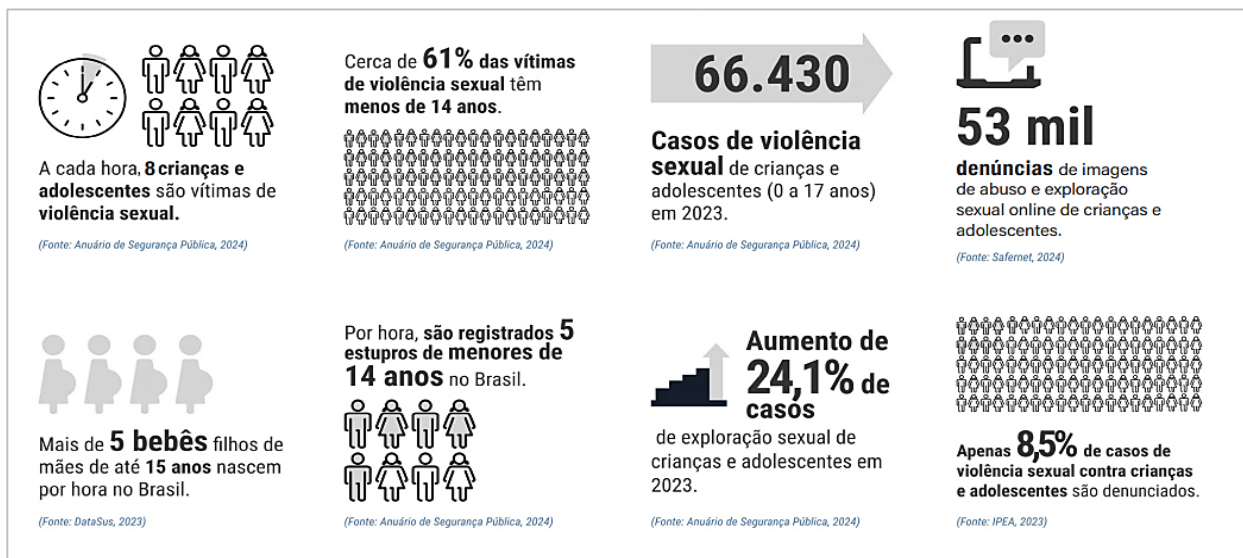 A cada hora, 8 crianças e
adolescentes são vítimas de
violência sexual.
(Fonte: Anuário de Segurança Pública, 2024)
Cerca de 61% das vítimas
de violência sexual têm
menos de 14 anos.
(Fonte: Anuário de Segurança Pública, 2024)
66.430
Casos de violência
sexual de crianças e
adolescentes (0 a 17 anos)
em 2023.
(Fonte: Anuário de Segurança Pública, 2024)
53 mil
denúncias de imagens
de abuso e exploração
sexual online de crianças e
adolescentes.
(Fonte: Safernet, 2024)
Mais de 5 bebês filhos de
mães de até 15 anos nascem
por hora no Brasil.
(Fonte: DataSus, 2023)
Por hora, são registrados 5
estupros de menores de
14 anos no Brasil.
(Fonte: Anuário de Segurança Pública, 2024)
Aumento de
24,1% de
casos
de exploração sexual de
crianças e adolescentes em
2023.
(Fonte: Anuário de Segurança Pública, 2024)
Apenas 8,5% de casos de
violência sexual contra crianças
e adolescentes são denunciados.
(Fonte: IPEA, 2023)